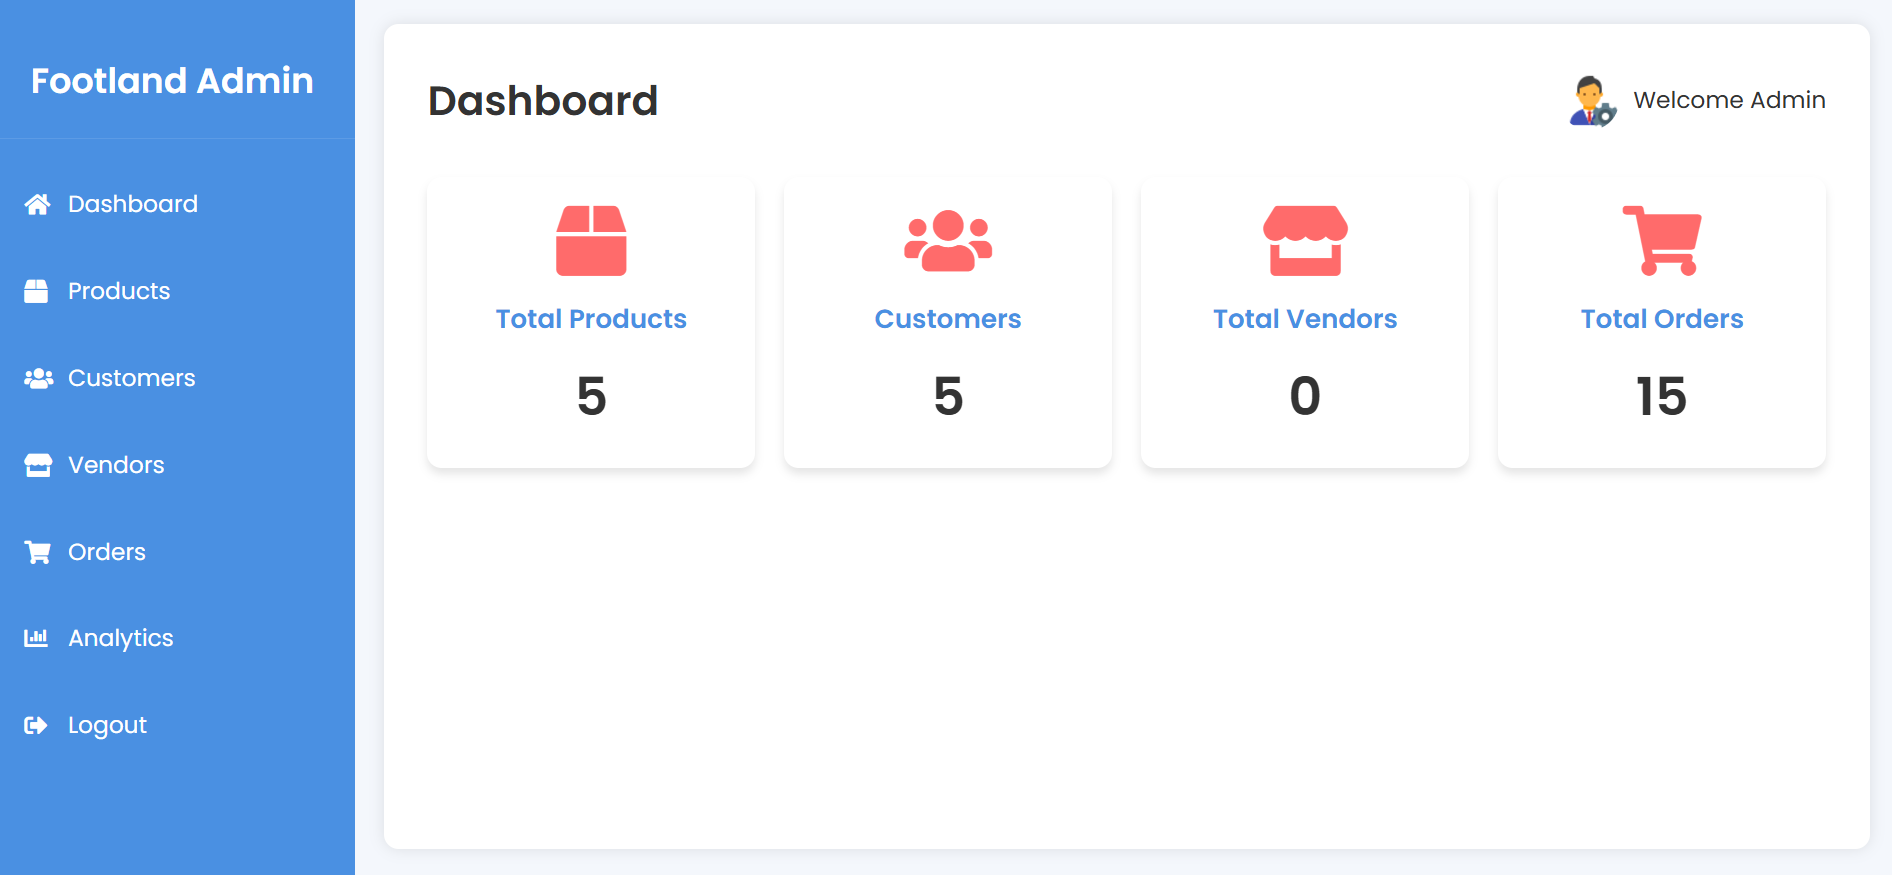 Footland Admin
Dashboard
Products
Customers
Vendors
Orders
Analytics
Logout
Dashboard
Welcome Admin
Total Products
5
Customers
5
Total Vendors
0
Total Orders
15